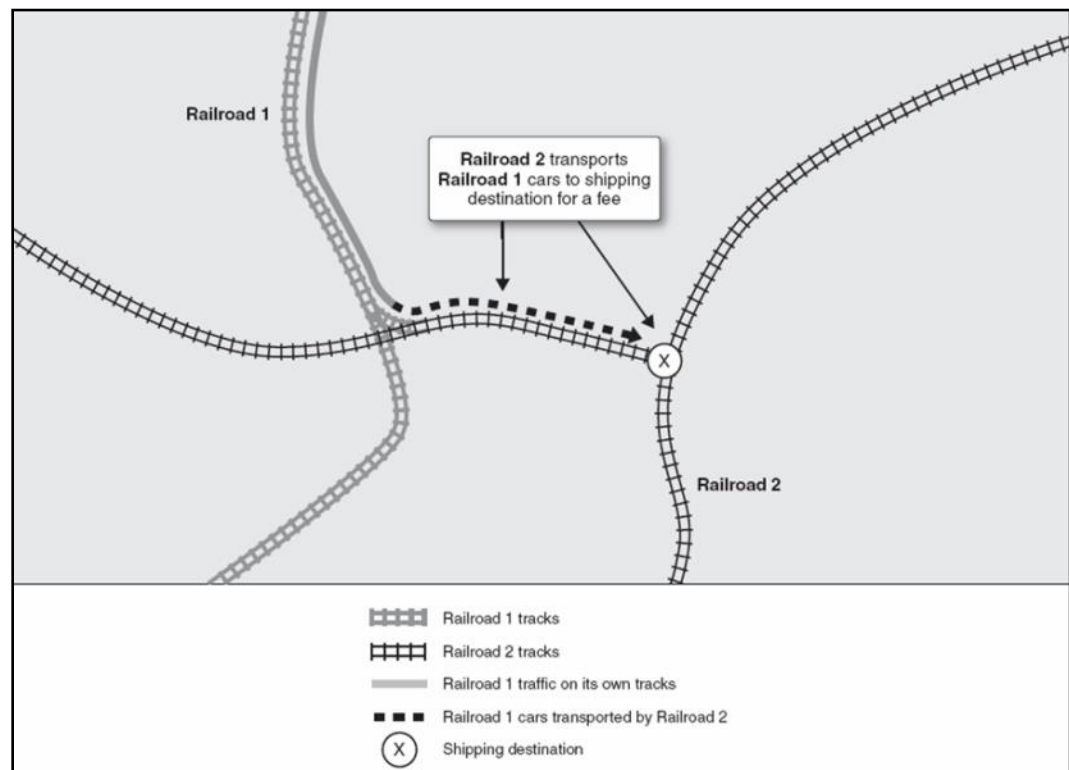 Railroad 1
Railroad 2 transports
Railroad 1 cars to shipping
destination for a fee
X
Railroad 2
Railroad 1 tracks
Railroad 2 tracks
Railroad 1 traffic on its own tracks
Railroad 1 cars transported by Railroad 2
X
Shipping destination